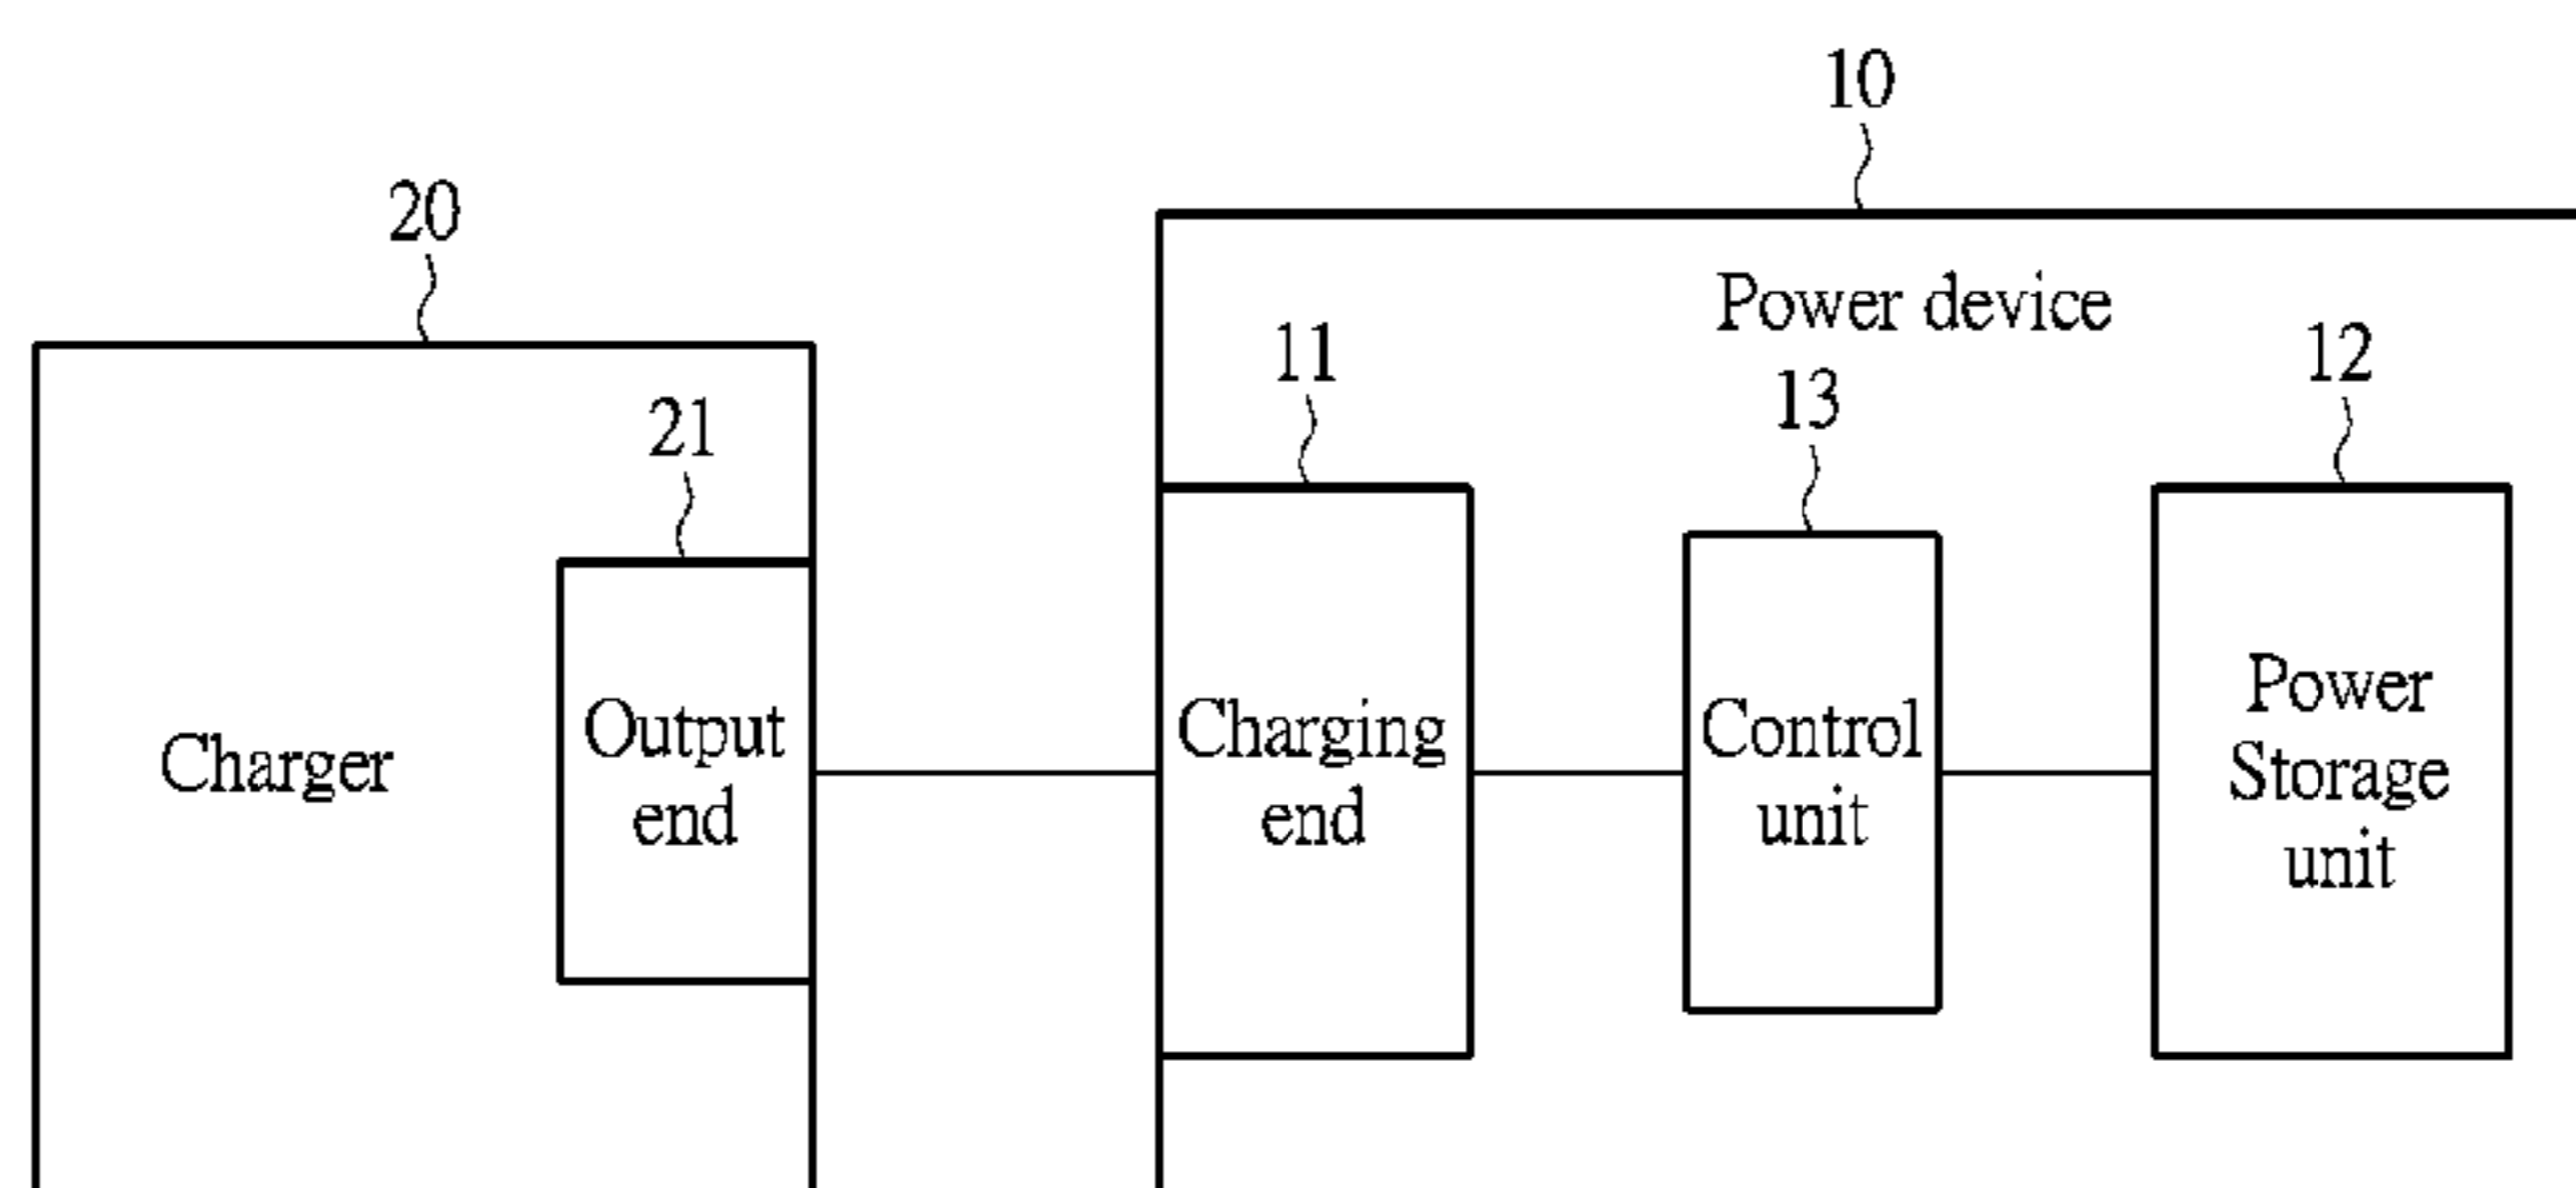 10
20
Power device
11
12
13
21
Power
Output
Charging
Control
Charger
Storage
end
end
unit
unit